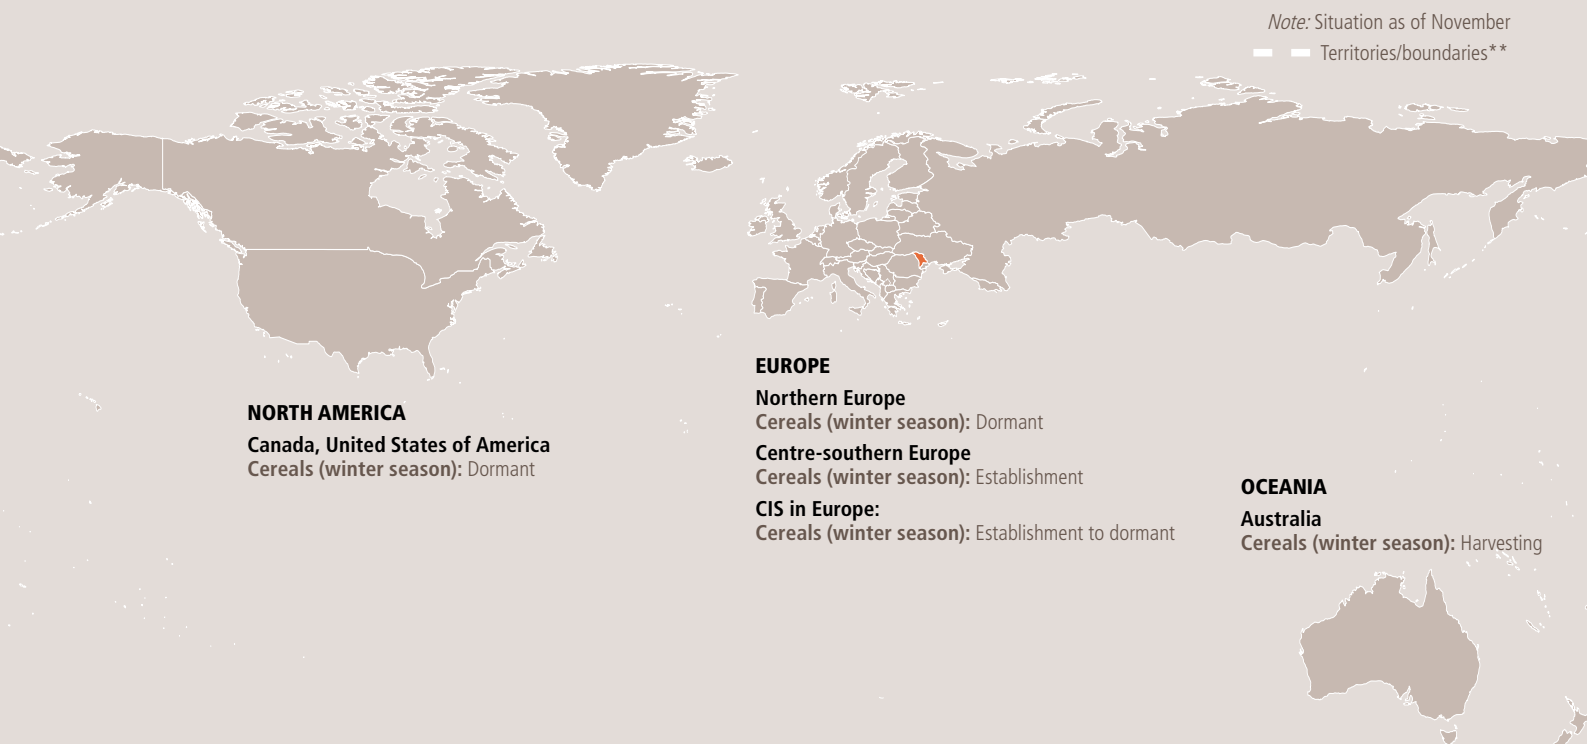 Note: Situation as of November
Territories/boundaries**
NORTH AMERICA
Canada, United States of America
Cereals (winter season): Dormant
EUROPE
Northern Europe
Cereals (winter season): Dormant
Centre-southern Europe
Cereals (winter season): Establishment
CIS in Europe:
Cereals (winter season): Establishment to dormant
OCEANIA
Australia
Cereals (winter season): Harvesting